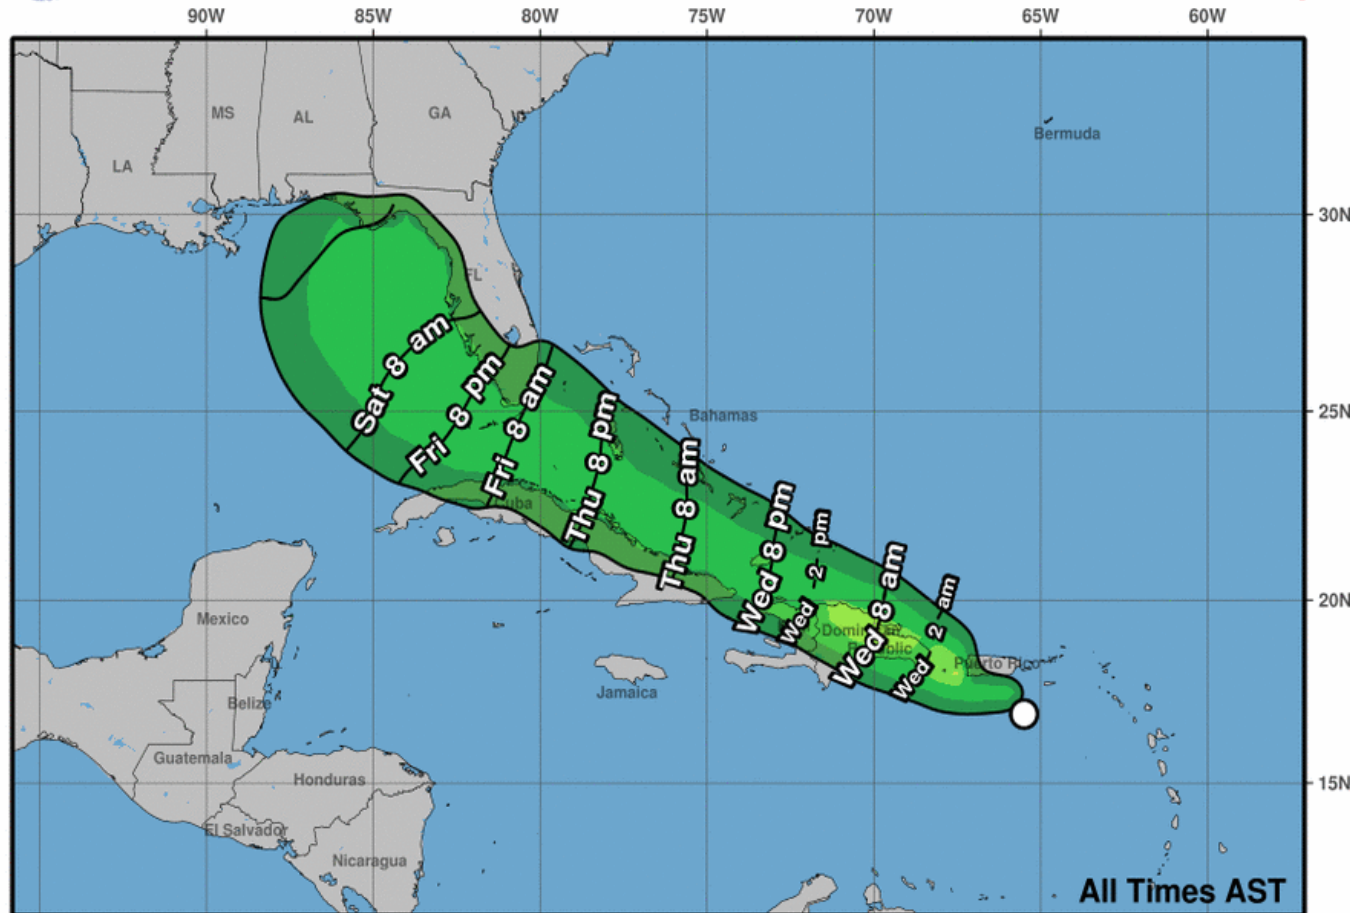 90W 85W 80W 75W 70W 65W 60W
MS
AL
GA
LA
Bermuda
30N
FL
Sat 8 am
Fri 8 pm
Fri 8 am
Thu 8 pm
Thu 8 am
Wed 8 pm
Wed 2 pm
Wed 8 am
Wed 2 am
25N
Bahamas
Cuba
20N
Mexico
Dominican
Republic
Puerto Rico
Jamaica
Belize
Guatemala
Honduras
15N
El Salvador
Nicaragua
All Times AST